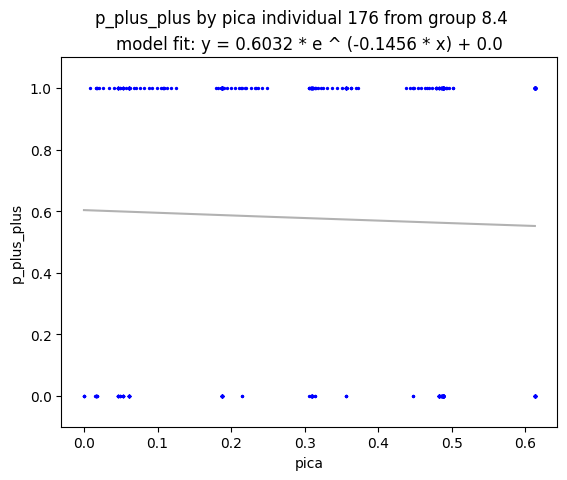 p_plus_plus by pica individual 176 from group 8.4
model fit: y = 0.6032 * e ^ (-0.1456 * x) + 0.0
1.0
0.8
0.6
0.4
0.2
0.0
p_plus_plus
0.0 0.1 0.2 0.3 0.4 0.5 0.6
pica